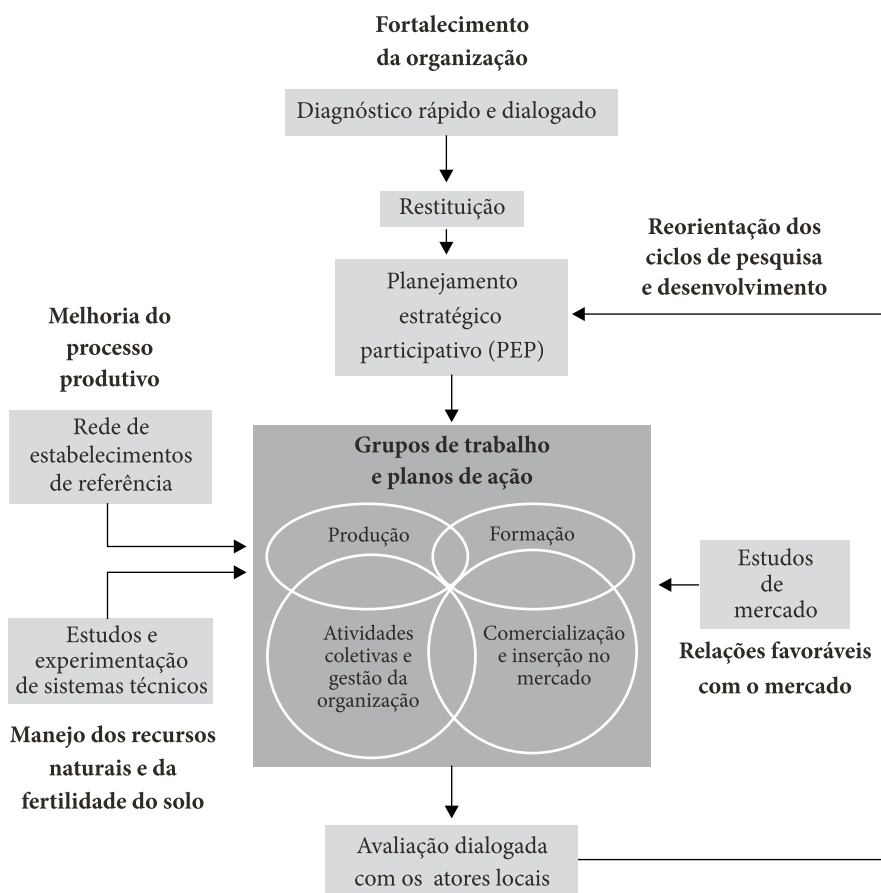 Fortalecimento
da organização
Diagnóstico rápido e dialogado
Restituição
Reorientação dos
ciclos de pesquisa
e desenvolvimento
Planejamento
estratégico
participativo (PEP)
Melhoria do
processo
produtivo
Rede de
estabelecimentos
de referência
Grupos de trabalho
e planos de ação
Produção
Formação
Atividades
coletivas e
gestão da
organização
Comercialização
e inserção no
mercado
Estudos
de
mercado
Relações favoráveis
com o mercado
Estudos e
experimentação
de sistemas técnicos
Manejo dos recursos
naturais e da
fertilidade do solo
Avaliação dialogada
com os atores locais